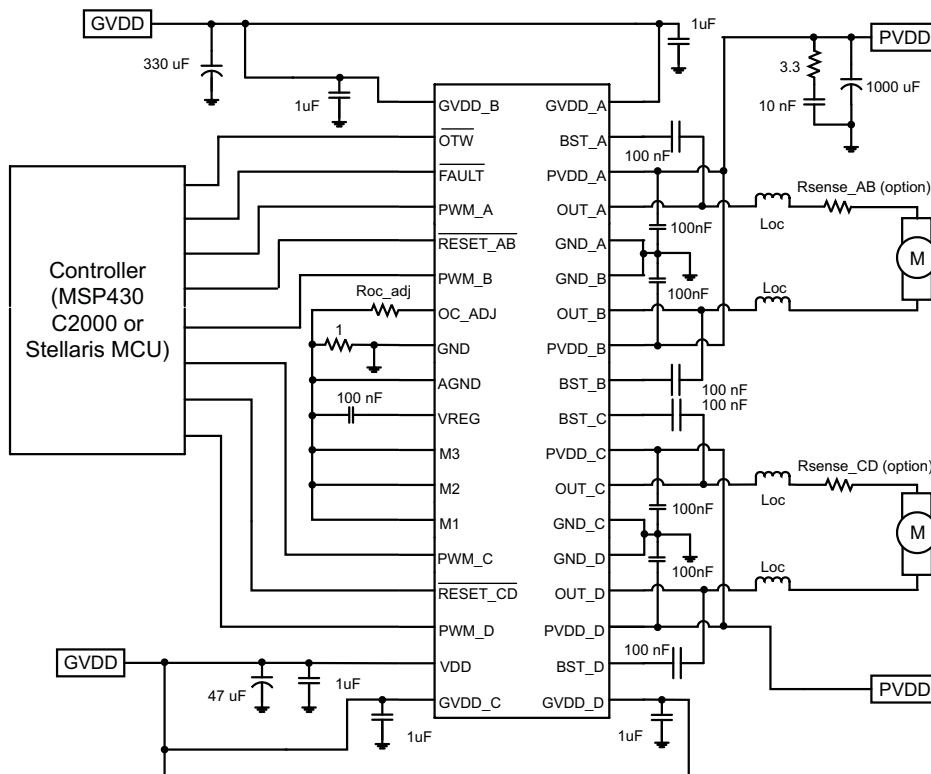 GVDD
1uF
PVDD
330 uF
3.3
1uF
10 nF
1000 uF
GVDD_B
GVDD_A
OTW
BST_A
100 nF
FAULT
PVDD_A
Rsense_AB (option)
PWM_A
OUT_A
Loc
100nF
RESET_AB
GND_A
M
Controller
(MSP430
C2000 or
Stellaris MCU)
PWM_B
GND_B
100nF
Roc_adj
Loc
OC_ADJ
OUT_B
1
GND
PVDD_B
AGND
BST_B
100 nF
100 nF
100 nF
VREG
BST_C
M3
PVDD_C
Rsense_CD (option)
M2
OUT_C
Loc
100nF
M1
GND_C
M
PWM_C
GND_D
100nF
Loc
RESET_CD
OUT_D
PWM_D
PVDD_D
100 nF
GVDD
VDD
BST_D
47 uF
1uF
PVDD
GVDD_C
GVDD_D
1uF
1uF